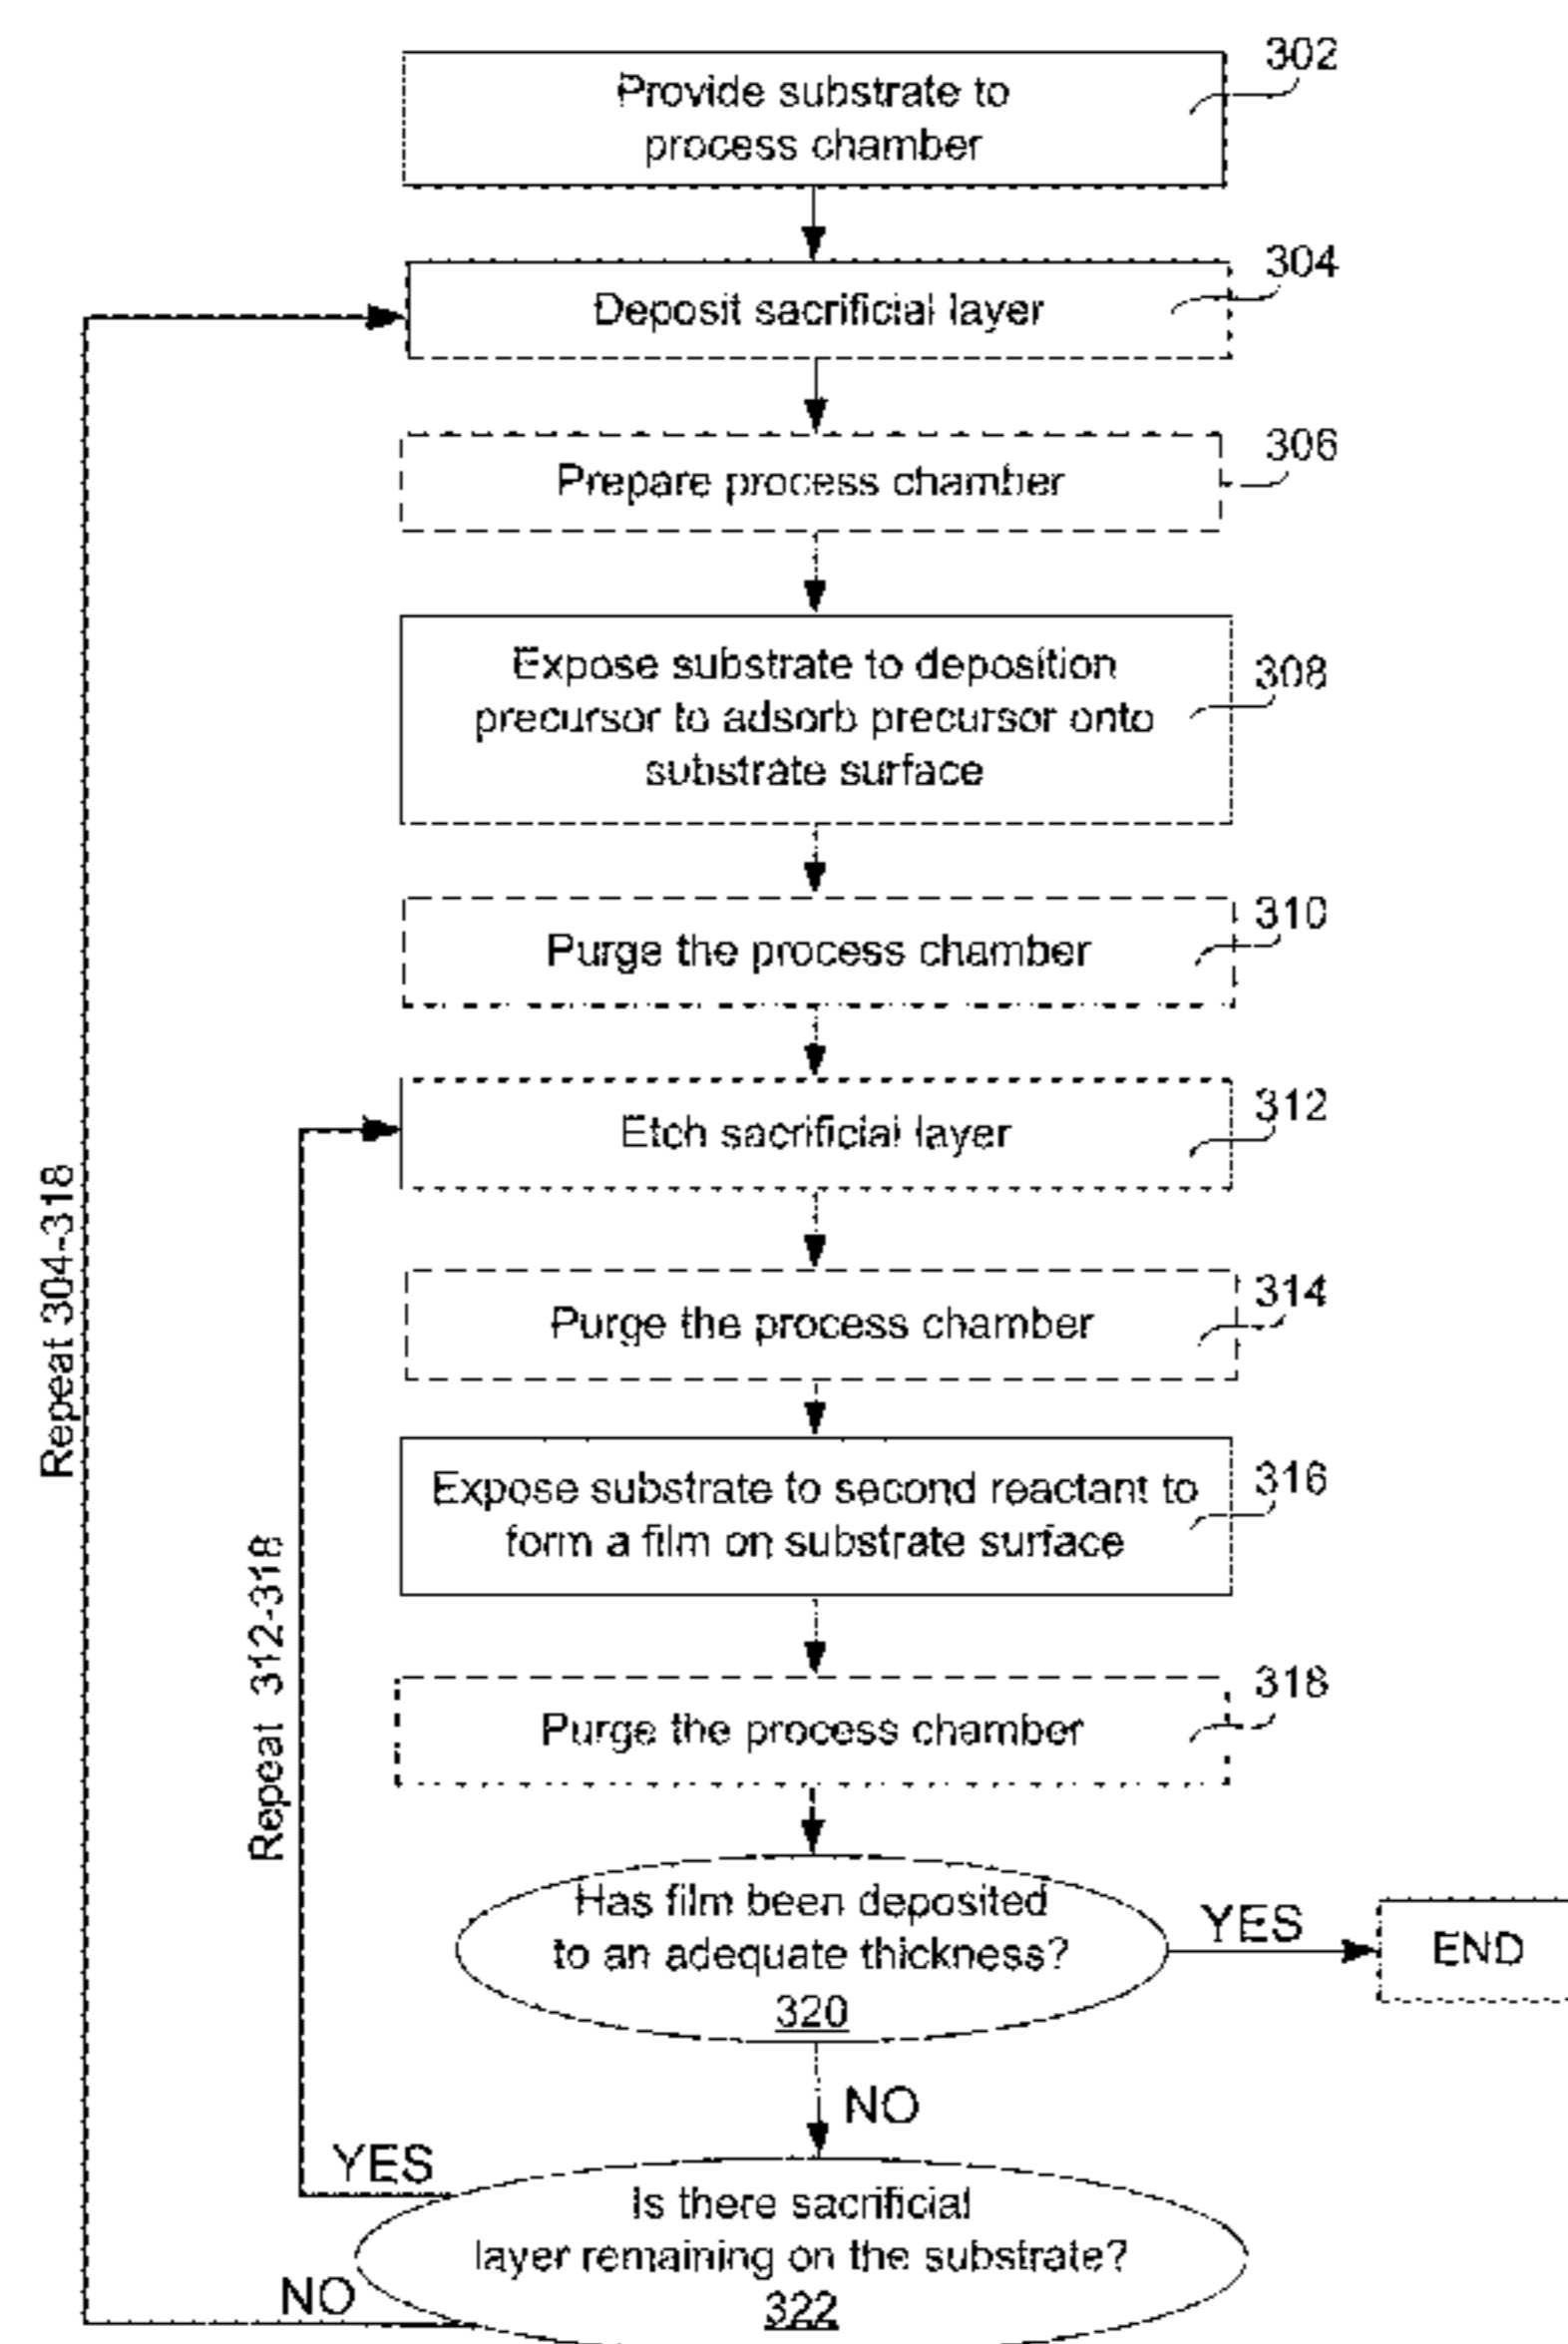 302
Provide substrate to
process chamber
304
Deposit sacrificial layer
306
Prepare process chamber
308
Expose substrate to deposition
precursor to adsorb precursor onto
substrate surface
310
Purge the process chamber
312
Etch sacrificial layer
314
Purge the process chamber
316
Expose substrate to second reactant to
form a film on substrate surface
318
Purge the process chamber
Repeat 304-318
Repeat 312-318
Has film been deposited
to an adequate thickness?
320
YES
END
NO
YES
Is there sacrificial
layer remaining on the substrate?
322
NO